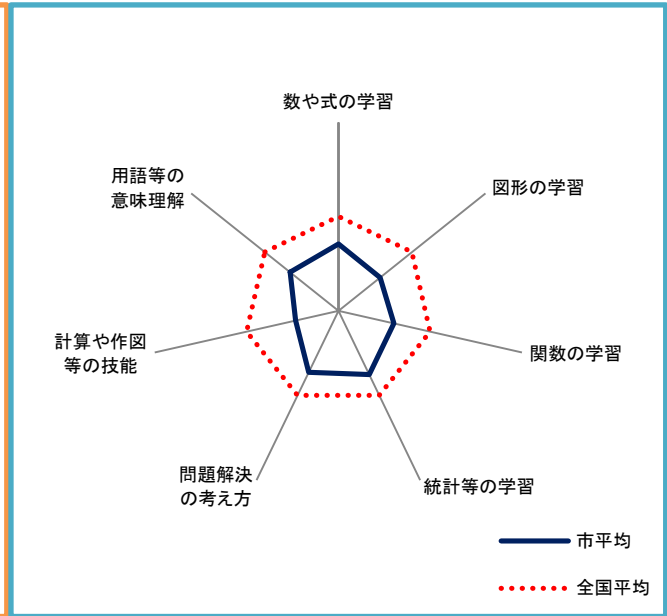 数や式の学習
用語等の
意味理解
図形の学習
計算や作図
等の技能
関数の学習
問題解決
の考え方
統計等の学習
市平均
全国平均